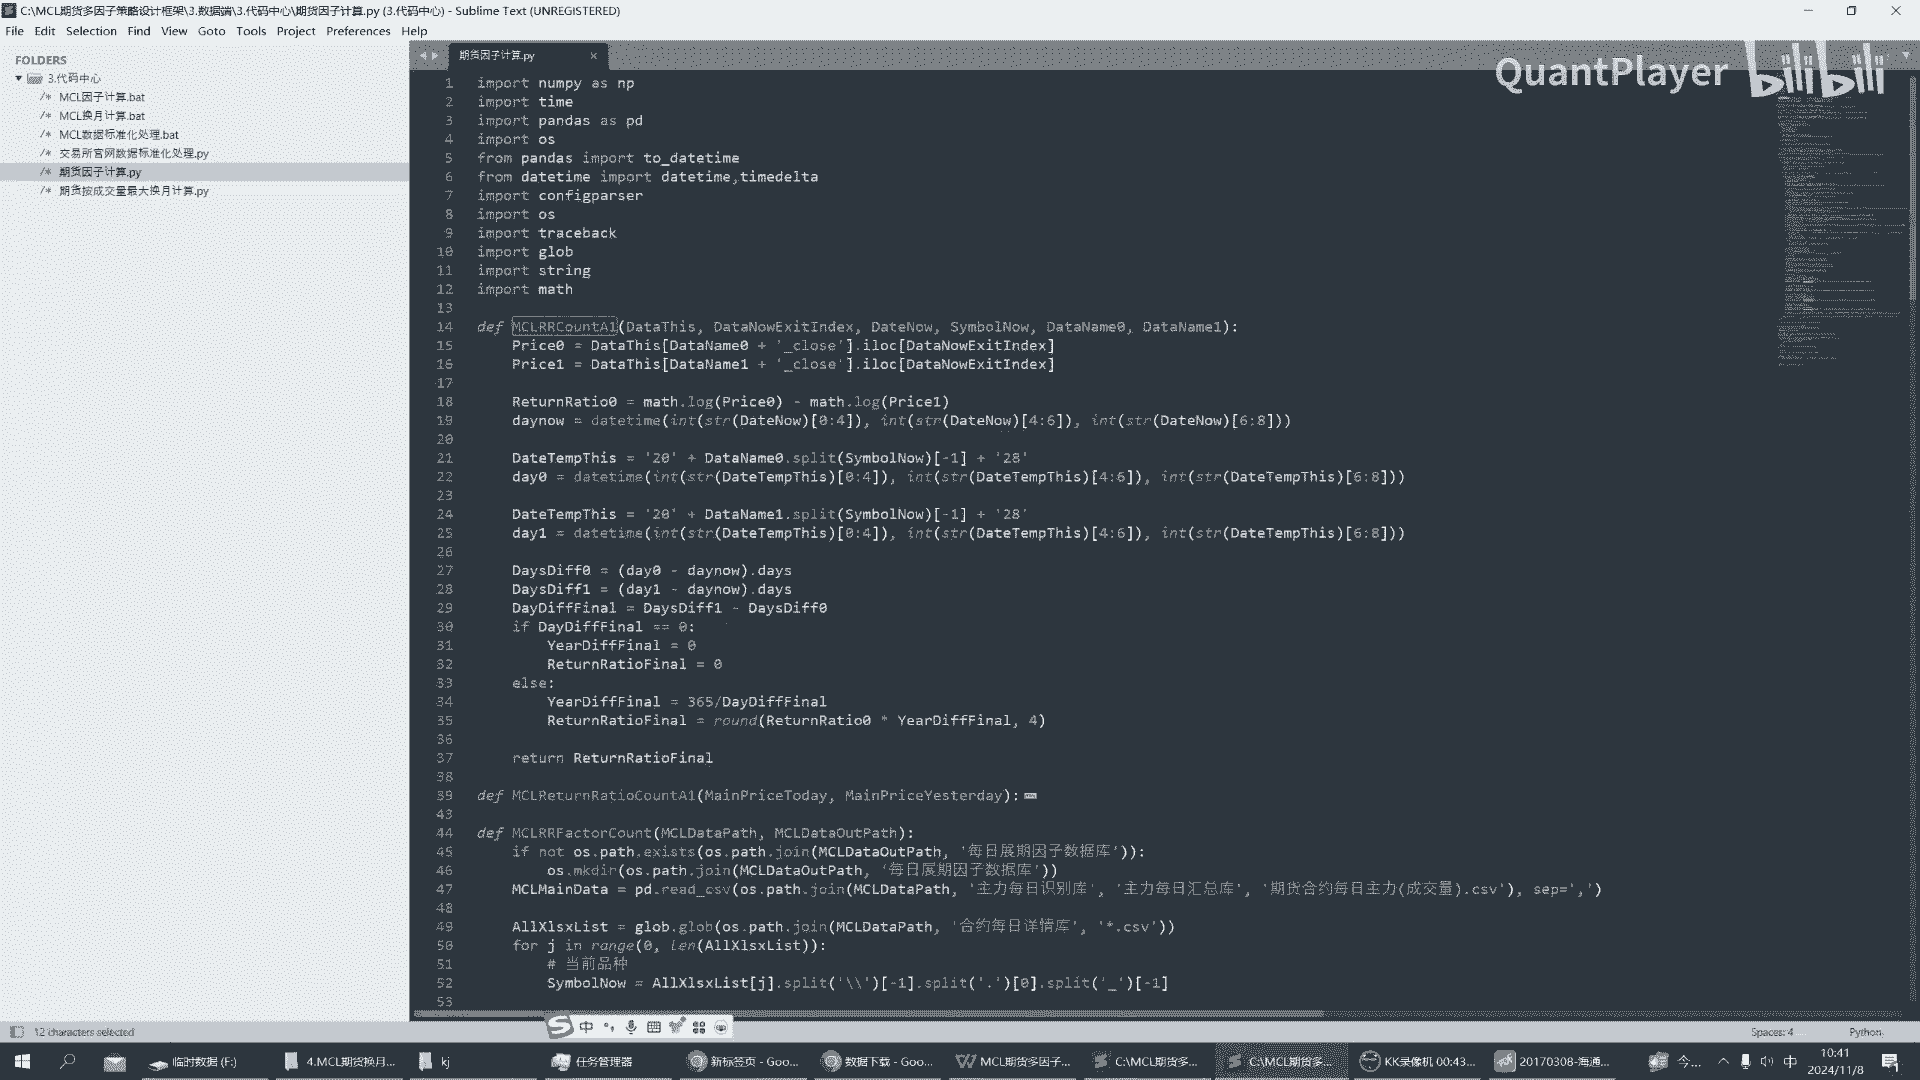 C:\MCL期货多因子策略设计框架\3.数据端\3.代码中心\期货因子计算.py (3.代码中心) - Sublime Text (UNREGISTERED)
File Edit Selection Find View Goto Tools Project Preferences Help
FOLDERS
3.代码中心
/* MCL因子计算.bat
/* MCL换月计算.bat
/* MCL数据标准化处理.bat
/* 交易所官网数据标准化处理.py
/* 期货因子计算.py
/* 期货按成交量最大换月计算.py
期货因子计算.py ×
QuantPlayer bilibili
1 import numpy as np
2 import time
3 import pandas as pd
4 import os
5 from pandas import to_datetime
6 from datetime import datetime,timedelta
7 import configparser
8 import os
9 import traceback
10 import glob
11 import string
12 import math
13
14 def MCLRRCountA1(DataThis, DataNowExitIndex, DateNow, SymbolNow, DataName0, DataName1):
15 Price0 = DataThis[DataName0 + '_close'].iloc[DataNowExitIndex]
16 Price1 = DataThis[DataName1 + '_close'].iloc[DataNowExitIndex]
17
18 ReturnRatio0 = math.log(Price0) - math.log(Price1)
19 daynow = datetime(int(str(DateNow)[0:4]), int(str(DateNow)[4:6]), int(str(DateNow)[6:8]))
20
21 DateTempThis = '20' + DataName0.split(SymbolNow)[-1] + '28'
22 day0 = datetime(int(str(DateTempThis)[0:4]), int(str(DateTempThis)[4:6]), int(str(DateTempThis)[6:8]))
23
24 DateTempThis = '20' + DataName1.split(SymbolNow)[-1] + '28'
25 day1 = datetime(int(str(DateTempThis)[0:4]), int(str(DateTempThis)[4:6]), int(str(DateTempThis)[6:8]))
26
27 DaysDiff0 = (day0 - daynow).days
28 DaysDiff1 = (day1 - daynow).days
29 DayDiffFinal = DaysDiff1 - DaysDiff0
30 if DayDiffFinal == 0:
31 YearDiffFinal = 0
32 ReturnRatioFinal = 0
33 else:
34 YearDiffFinal = 365/DayDiffFinal
35 ReturnRatioFinal = round(ReturnRatio0 * YearDiffFinal, 4)
36
37 return ReturnRatioFinal
38
39 def MCLReturnRatioCountA1(MainPriceToday, MainPriceYesterday):
43
44 def MCLRRFactorCount(MCLDataPath, MCLDataOutPath):
45 if not os.path.exists(os.path.join(MCLDataOutPath, '每日展期因子数据库')):
46 os.mkdir(os.path.join(MCLDataOutPath, '每日展期因子数据库'))
47 MCLMainData = pd.read_csv(os.path.join(MCLDataPath, '主力每日识别库', '主力每日汇总库', '期货合约每日主力(成交量).csv'), sep=',')
48
49 AllXlsxList = glob.glob(os.path.join(MCLDataPath, '合约每日详情库', '*.csv'))
50 for j in range(0, len(AllXlsxList)):
51 # 当前品种
52 SymbolNow = AllXlsxList[j].split('\\')[-1].split('.')[0].split('_')[-1]
53
12 characters selected
Spaces: 4 Python
中
临时数据 (F:) 4.MCL期货换月... kj 任务管理器 新标签页 - Goo... 数据下载 - Goo... MCL期货多因子... C:\MCL期货多... C:\MCL期货多... KK录像机 00:43... 20170308-海通... 今... 中 10:41
2024/11/8